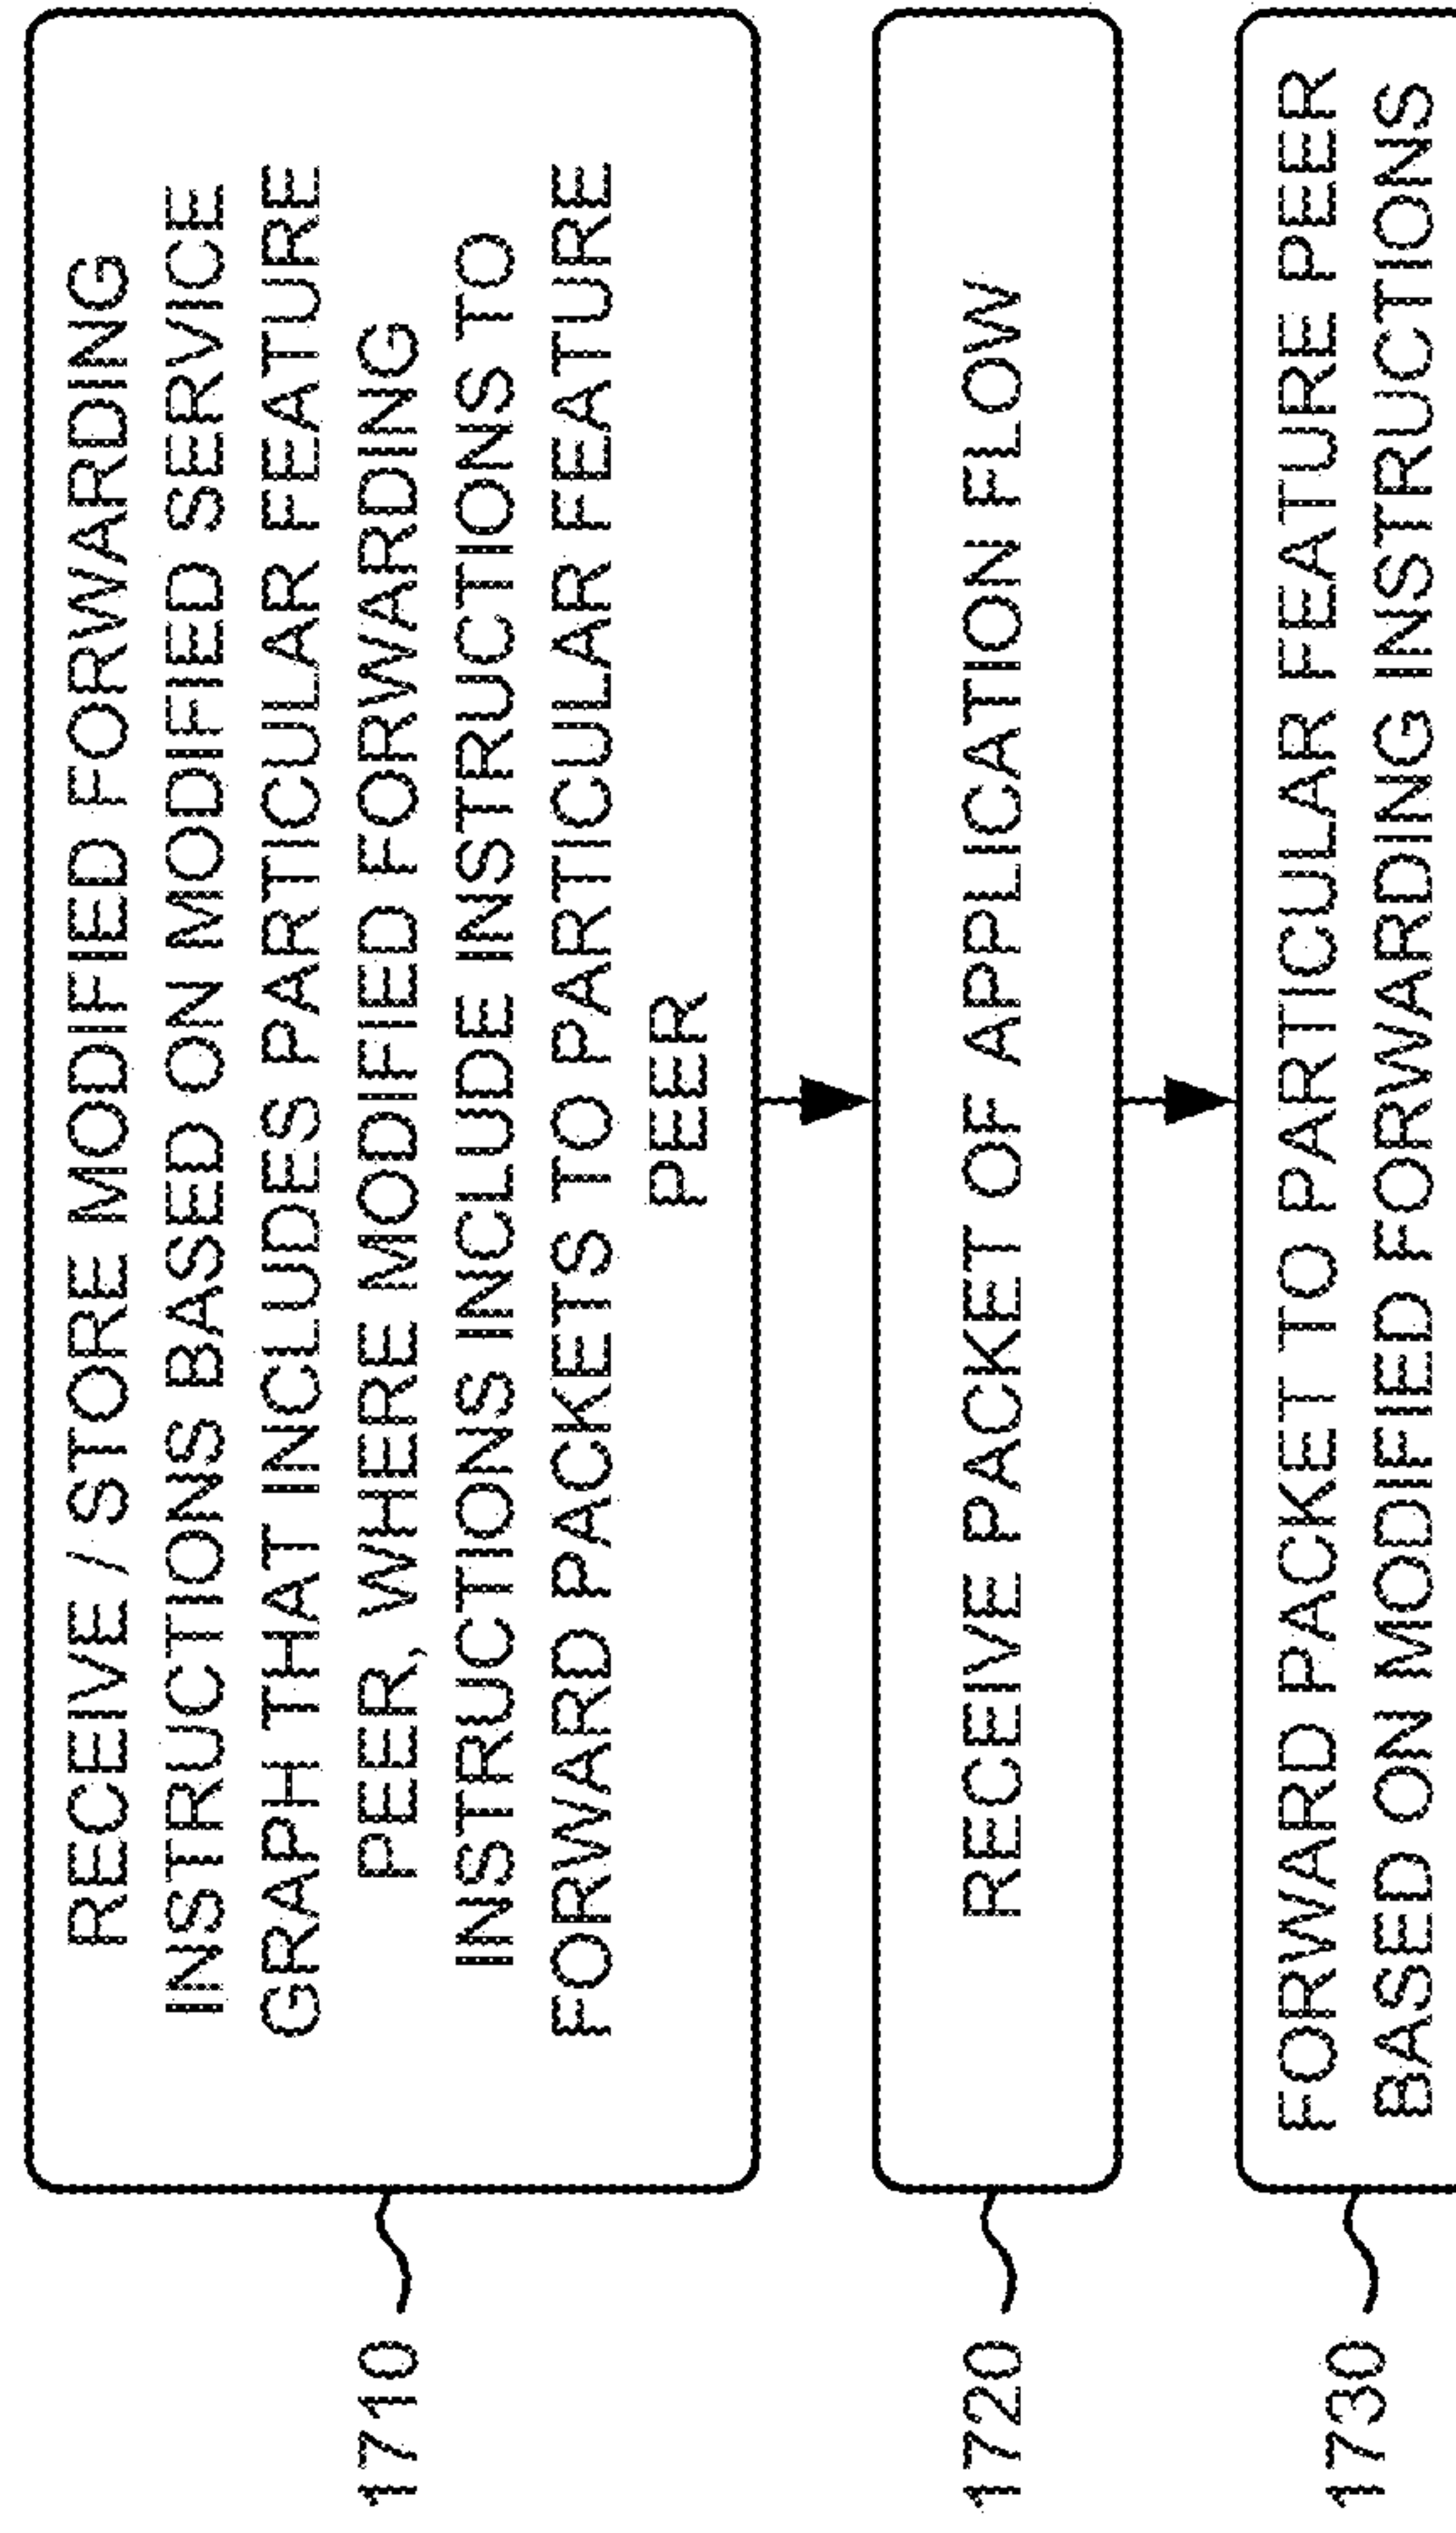 1710
RECEIVE / STORE MODIFIED FORWARDING
INSTRUCTIONS BASED ON MODIFIED SERVICE
GRAPH THAT INCLUDES PARTICULAR FEATURE
PEER, WHERE MODIFIED FORWARDING
INSTRUCTIONS INCLUDE INSTRUCTIONS TO
FORWARD PACKETS TO PARTICULAR FEATURE
PEER
1720
RECEIVE PACKET OF APPLICATION FLOW
1730
FORWARD PACKET TO PARTICULAR FEATURE PEER
BASED ON MODIFIED FORWARDING INSTRUCTIONS